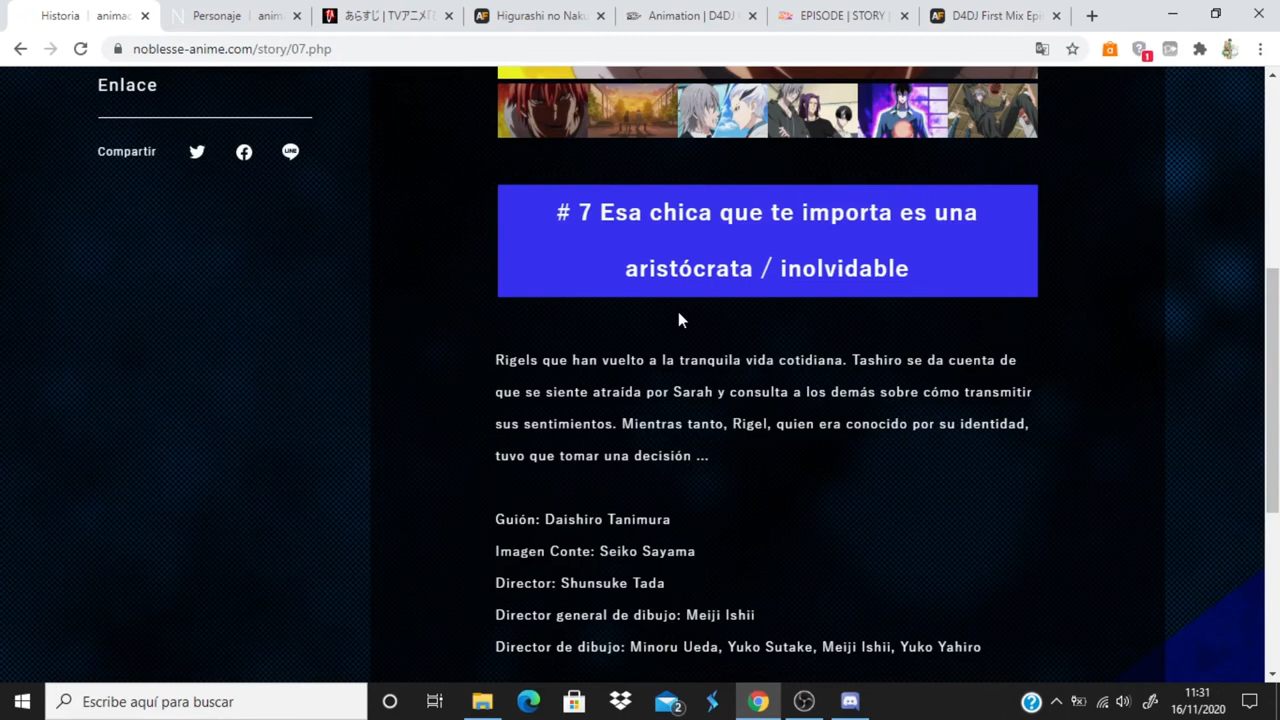 Historia | animac
Personaje | anim
あらすじ | TVアニメ「
Higurashi no Naku
Animation | D4DJ
EPISODE | STORY
D4DJ First Mix Epi
noblesse-anime.com/story/07.php
1
Enlace
Compartir
LINE
# 7 Esa chica que te importa es una
aristócrata / inolvidable
Rigels que han vuelto a la tranquila vida cotidiana. Tashiro se da cuenta de
que se siente atraída por Sarah y consulta a los demás sobre cómo transmitir
sus sentimientos. Mientras tanto, Rigel, quien era conocido por su identidad,
tuvo que tomar una decisión ...
Guión: Daishiro Tanimura
Imagen Conte: Seiko Sayama
Director: Shunsuke Tada
Director general de dibujo: Meiji Ishii
Director de dibujo: Minoru Ueda, Yuko Sutake, Meiji Ishii, Yuko Yahiro
Escribe aquí para buscar
2
11:31
16/11/2020